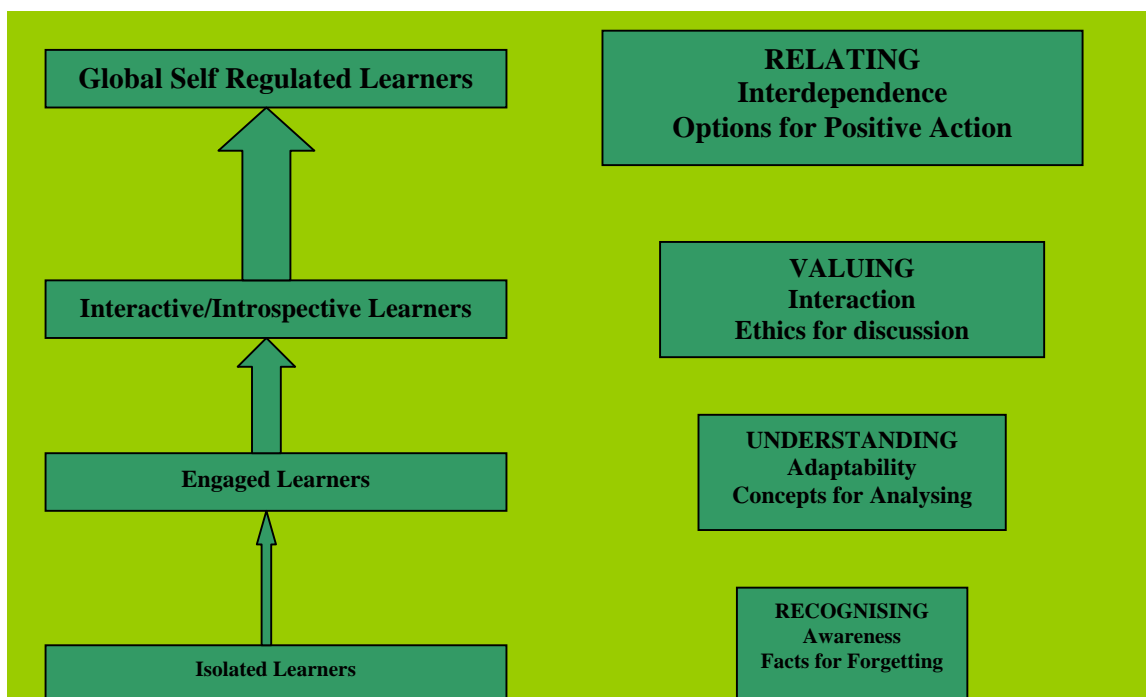 Global Self Regulated Learners
RELATING
Interdependence
Options for Positive Action
Interactive/Introspective Learners
VALUING
Interaction
Ethics for discussion
Engaged Learners
UNDERSTANDING
Adaptability
Concepts for Analysing
Isolated Learners
RECOGNISING
Awareness
Facts for Forgetting